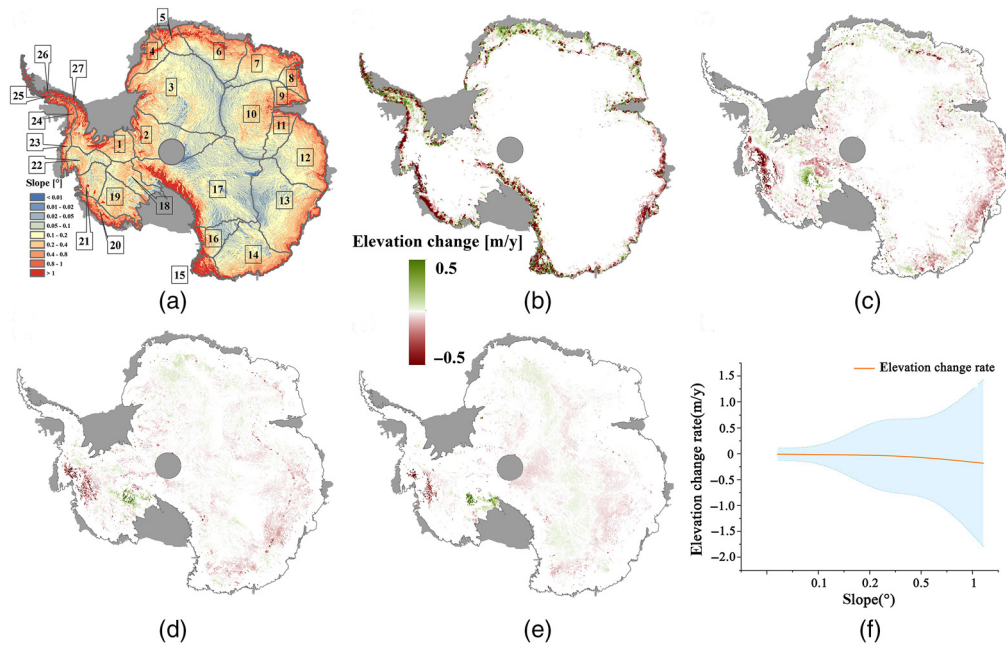 5
26
4
6
27
7
8
25
3
9
24
10
11
1
2
23
12
22
17
Slope [°]
19
13
< 0.01
0.01 - 0.02
18
0.02 - 0.05
0.05 - 0.1
0.1 - 0.2
16
0.2 - 0.4
21
20
14
0.4 - 0.8
0.8 - 1
15
> 1
(a)
Elevation change [m/y]
0.5
−0.5
(b)
(c)
(d)
(e)
Elevation change rate
Elevation change rate(m/y)
1.5
1.0
0.5
0
−0.5
−1.0
−1.5
−2.0
0.1
0.2
0.5
1
Slope(°)
(f)